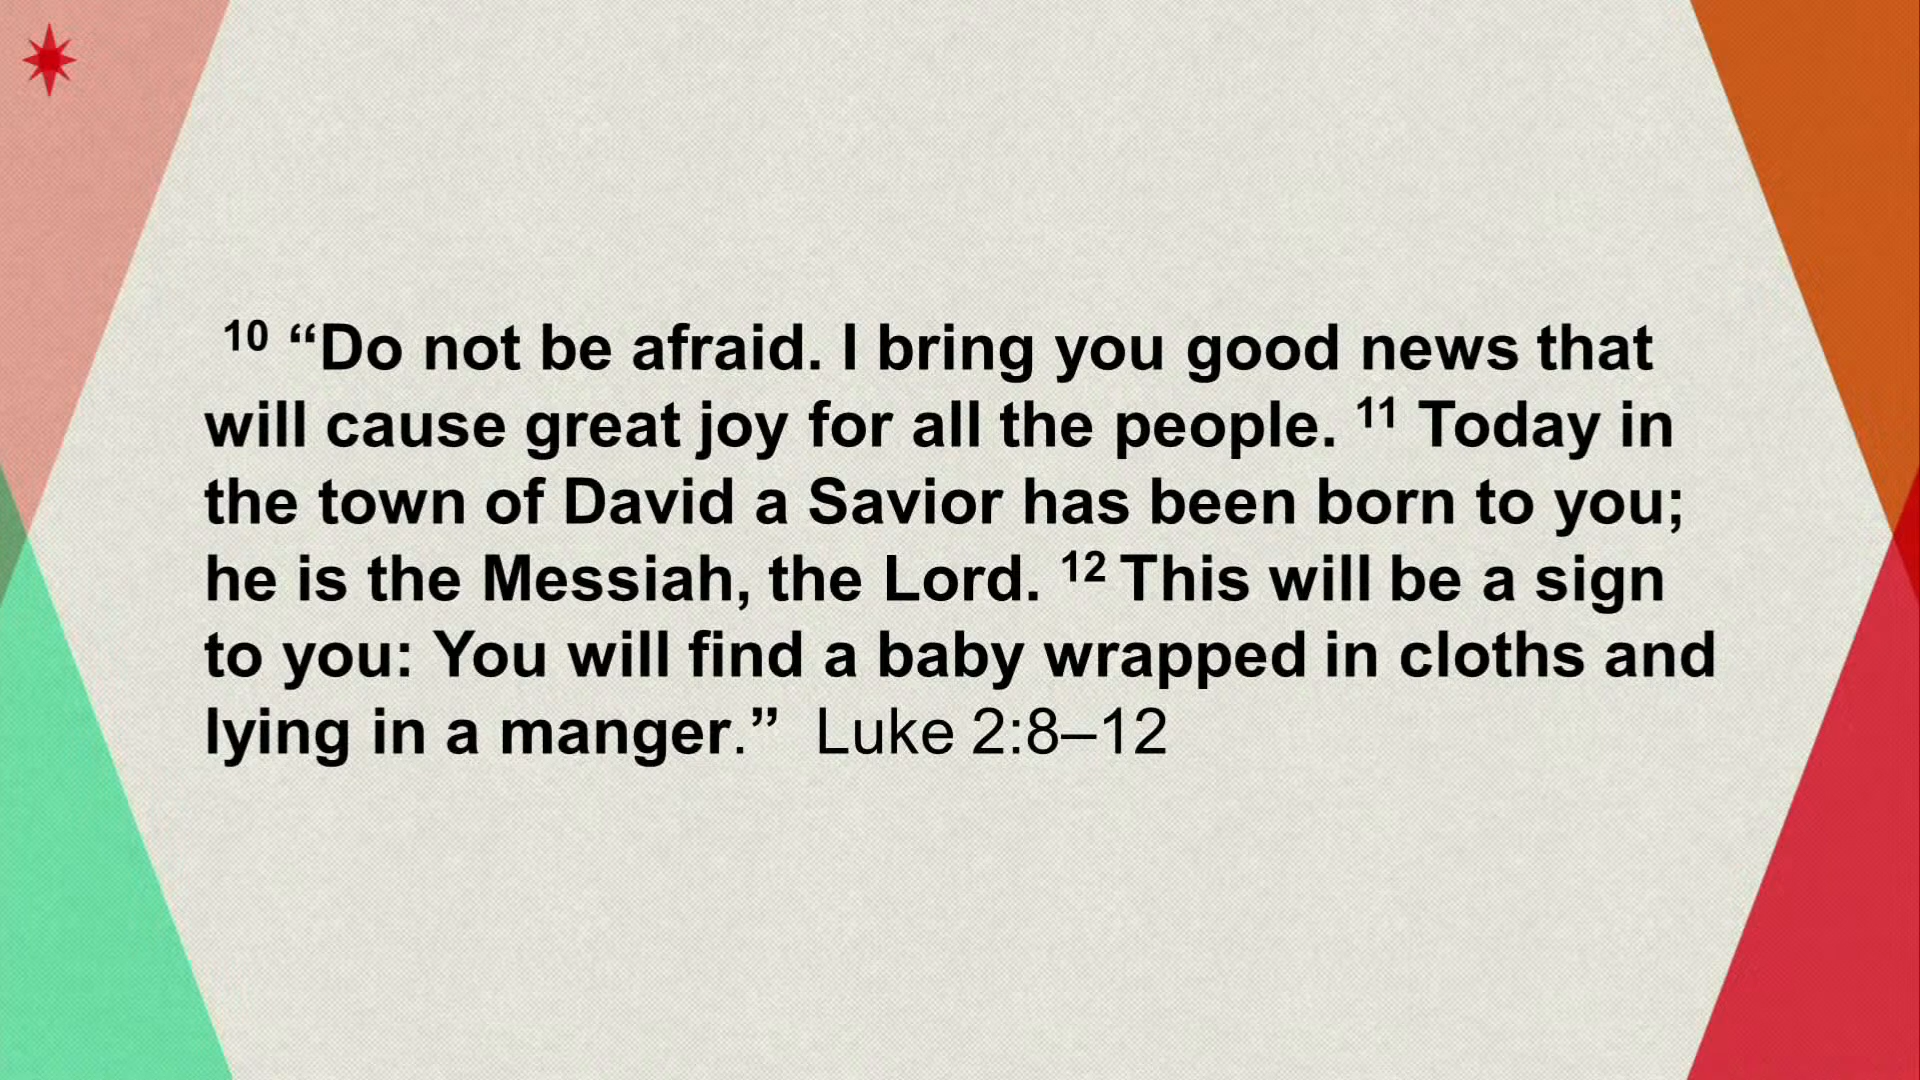 10 “Do not be afraid. I bring you good news that
will cause great joy for all the people. 11 Today in
the town of David a Savior has been born to you;
he is the Messiah, the Lord. 12 This will be a sign
to you: You will find a baby wrapped in cloths and
lying in a manger.”  Luke 2:8–12